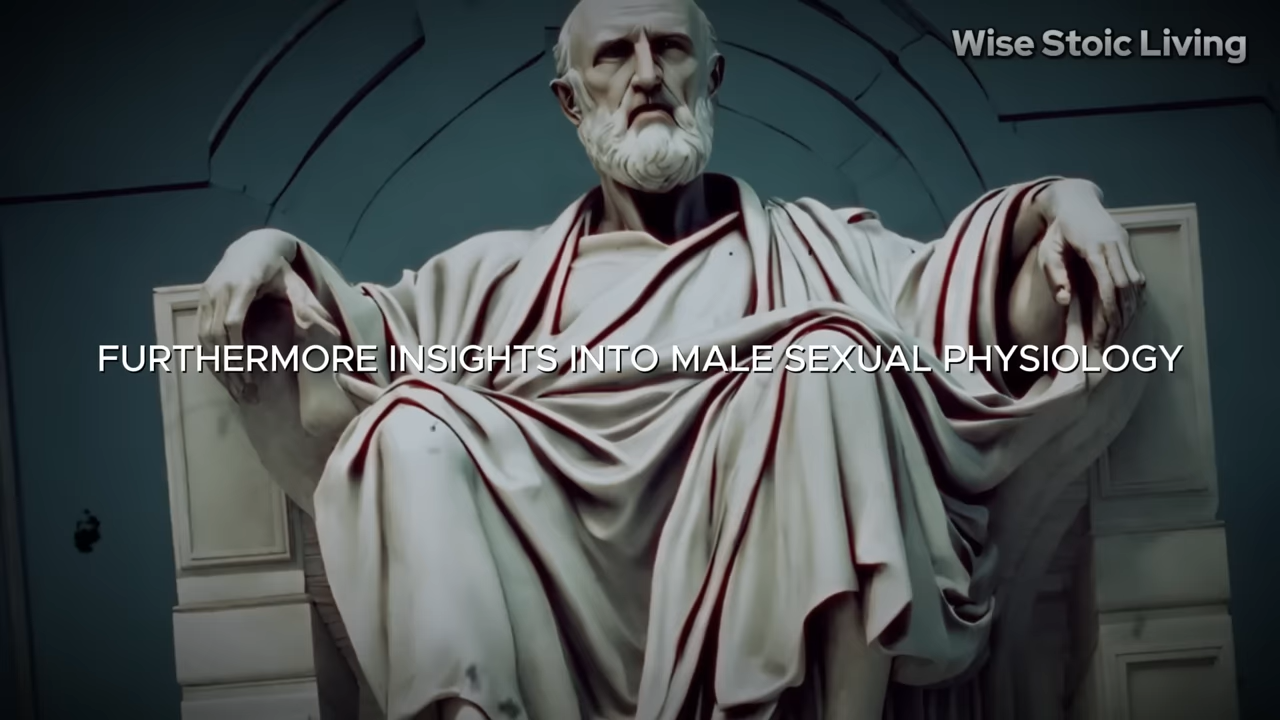 Wise Stoic Living
FURTHERMORE INSIGHTS INTO MALE SEXUAL PHYSIOLOGY